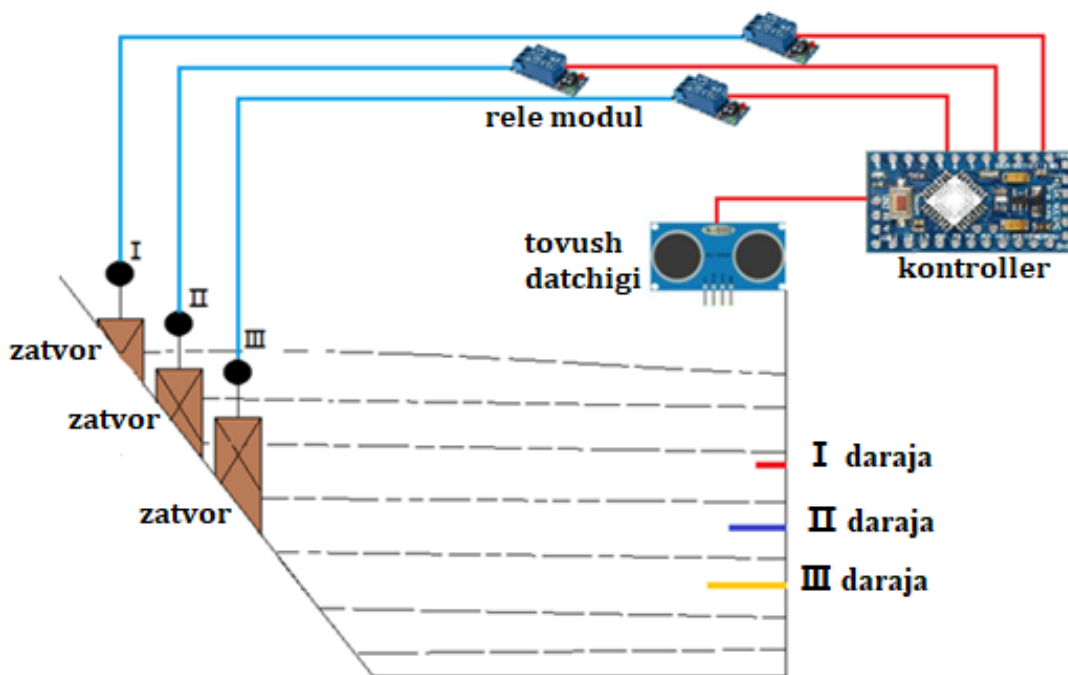 rele modul
tovush
datchigi
kontroller
I
II
III
zatvor
zatvor
zatvor
I daraja
II daraja
III daraja